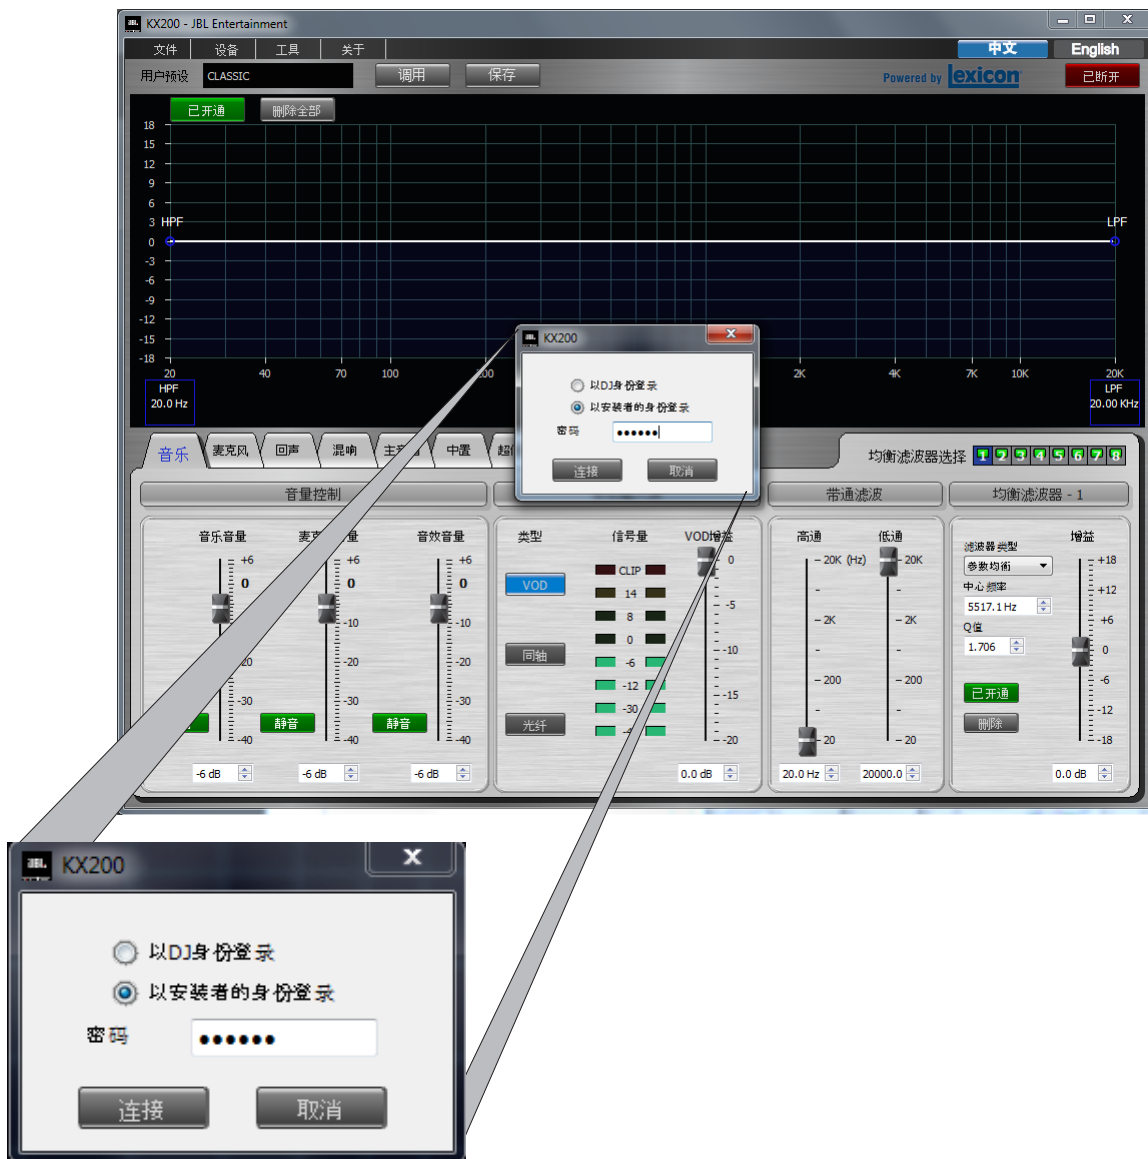 KX200 - JBL Entertainment
文件 设备 工具 关于 中文 English
用户预设 CLASSIC 调用 保存 Powered by lexicon 已断开
已开通 删除全部
18
15
12
9
6
3 HPF LPF
0
-3
-6
-9
-12
-15
-18
20 40 70 100 2K 4K 7K 10K 20K
HPF
20.0 Hz
LPF
20.00 KHz
KX200
以DJ身份登录
以安装者的身份登录
密码 ●●●●●●
连接 取消
音乐 麦克风 回声 混响 中置 均衡滤波器选择 1 2 3 4 5 6 7 8
音量控制 带通滤波 均衡滤波器 - 1
音乐音量 音效音量
+6 +6 +6
0 0 0
-10 -10
-20 -20 -20
-30 -30 -30
-40 -40 -40
静音 静音
-6 dB -6 dB -6 dB
类型 信号量 VOD增益
VOD
同轴
光纤
CLIP
14
8
0
-6
-12
-30
0
-5
-10
-15
-20
0.0 dB
高通 低通
20K (Hz) 20K
2K 2K
200 200
20 20
20.0 Hz 20000.0
滤波器类型
参数均衡
中心频率
5517.1 Hz
Q值
1.706
已开通
删除
增益
+18
+12
+6
0
-6
-12
-18
0.0 dB
JBL KX200
以DJ身份登录
以安装者的身份登录
密码 ●●●●●●
连接 取消